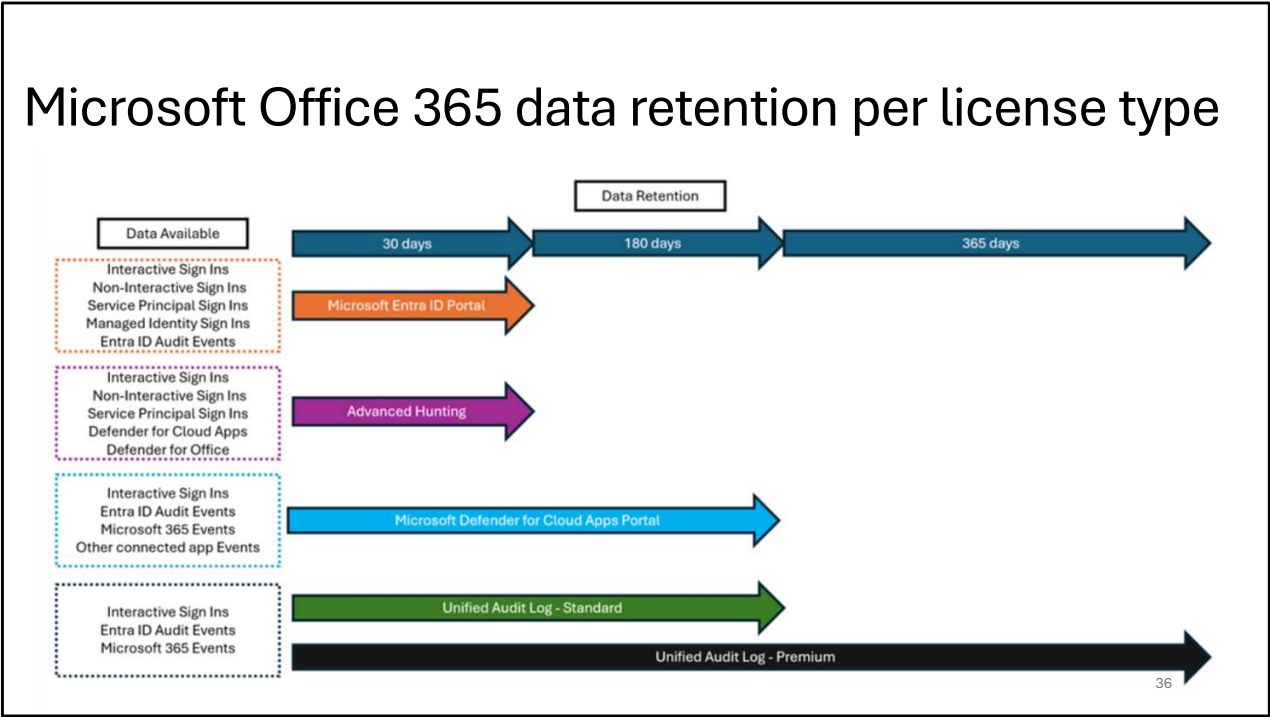 Microsoft Office 365 data retention per license type
Data Retention
Data Available
30 days
180 days
365 days
Interactive Sign Ins
Non-Interactive Sign Ins
Service Principal Sign Ins
Managed Identity Sign Ins
Entra ID Audit Events
Microsoft Entra ID Portal
Interactive Sign Ins
Non-Interactive Sign Ins
Service Principal Sign Ins
Defender for Cloud Apps
Defender for Office
Advanced Hunting
Interactive Sign Ins
Entra ID Audit Events
Microsoft 365 Events
Other connected app Events
Microsoft Defender for Cloud Apps Portal
Interactive Sign Ins
Entra ID Audit Events
Microsoft 365 Events
Unified Audit Log - Standard
Unified Audit Log - Premium
36